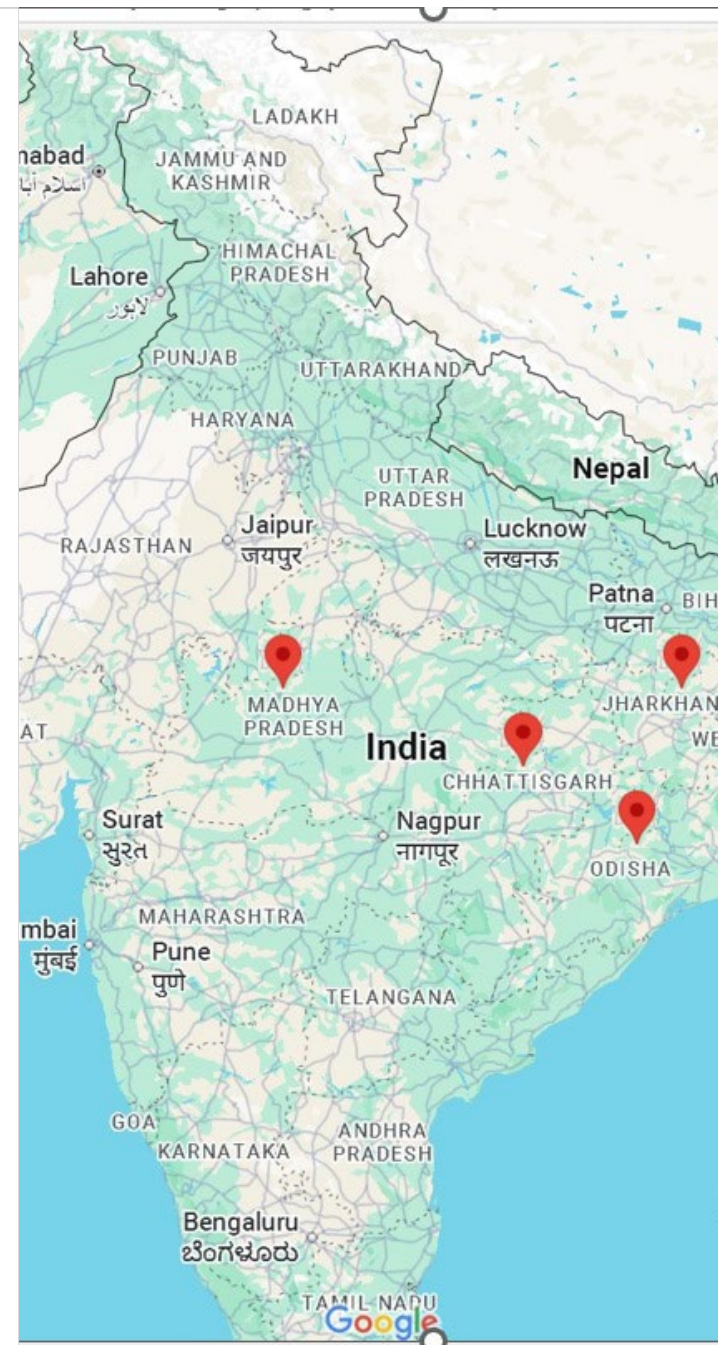 LADAKH
nabad
اسلام آبا
JAMMU AND
KASHMIR
HIMACHAL
PRADESH
Lahore
لاہور
PUNJAB
UTTARAKHAND
HARYANA
Nepal
UTTAR
PRADESH
Jaipur
जयपुर
Lucknow
लखनऊ
RAJASTHAN
Patna
पटना
BIH
MADHYA
PRADESH
JHARKHAN
AT
India
WE
CHHATTISGARH
Surat
સુરત
Nagpur
नागपूर
ODISHA
MAHARASHTRA
mbai
मुंबई
Pune
पुणे
TELANGANA
GOA
ANDHRA
PRADESH
KARNATAKA
Bengaluru
ಬೆಂಗಳೂರು
TAMIL NADU
Google